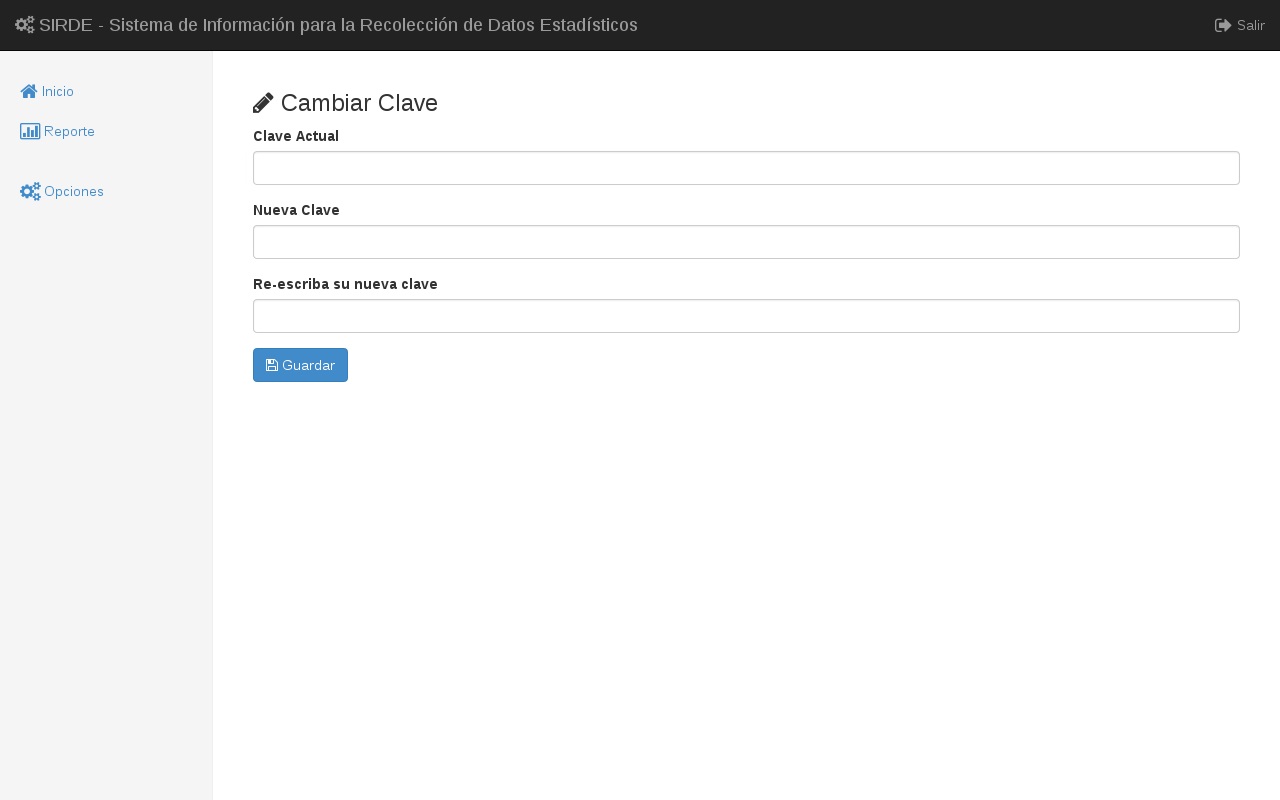 SIRDE - Sistema de Información para la Recolección de Datos Estadísticos
Salir
Inicio
Reporte
Opciones
Cambiar Clave
Clave Actual
Nueva Clave
Re-escriba su nueva clave
Guardar